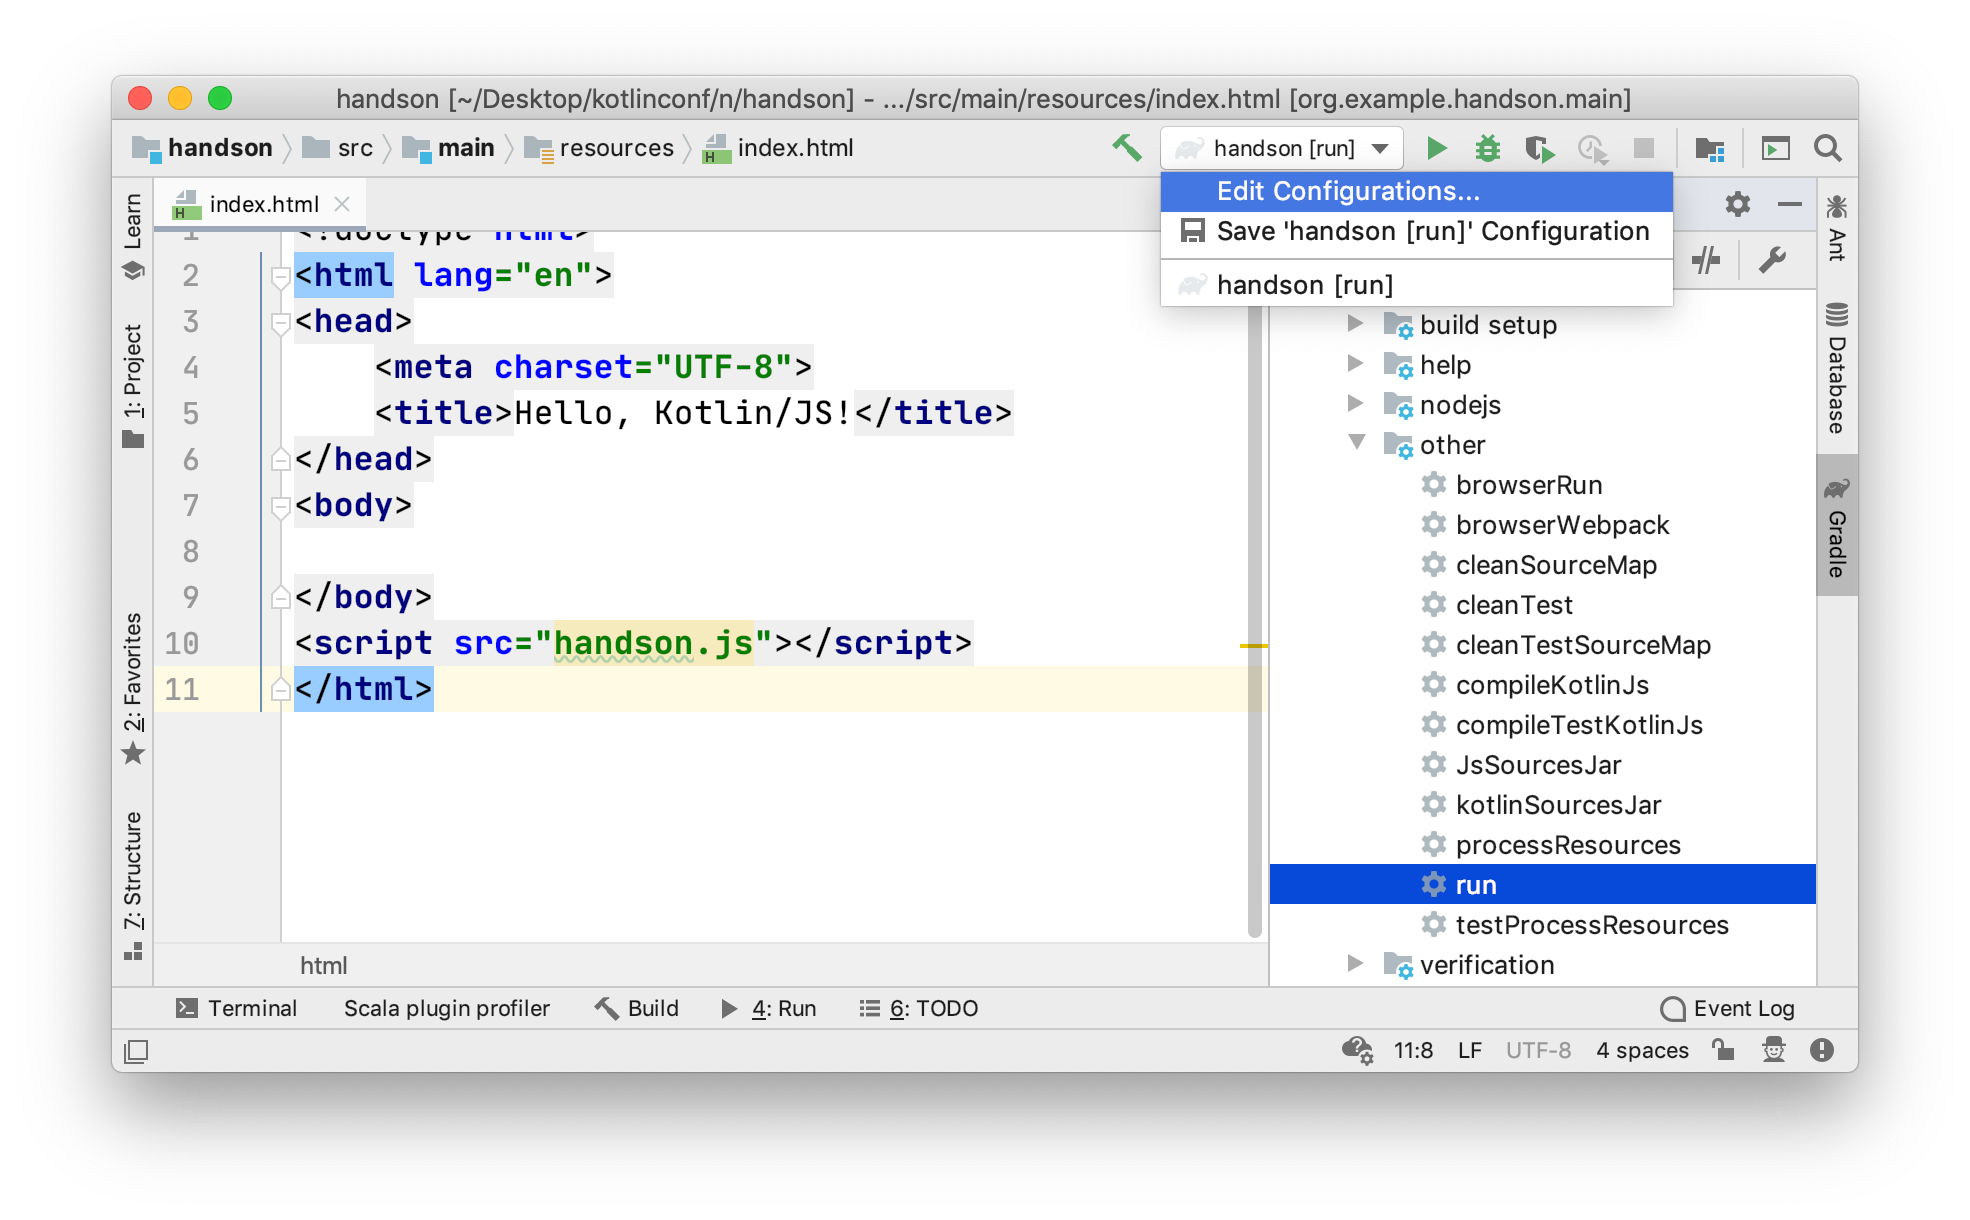 handson [~/Desktop/kotlinconf/n/handson] - .../src/main/resources/index.html [org.example.handson.main]
handson src main resources index.html handson [run]
Edit Configurations...
Save 'handson [run]' Configuration
handson [run]
index.html
1 <!doctype html>
2 <html lang="en">
3 <head>
4 <meta charset="UTF-8">
5 <title>Hello, Kotlin/JS!</title>
6 </head>
7 <body>
8
9 </body>
10 <script src="handson.js"></script>
11 </html>
html
build setup
help
nodejs
other
browserRun
browserWebpack
cleanSourceMap
cleanTest
cleanTestSourceMap
compileKotlinJs
compileTestKotlinJs
JsSourcesJar
kotlinSourcesJar
processResources
run
testProcessResources
verification
Learn
1: Project
2: Favorites
7: Structure
Ant
Database
Gradle
Terminal Scala plugin profiler Build 4: Run 6: TODO Event Log
11:8 LF UTF-8 4 spaces